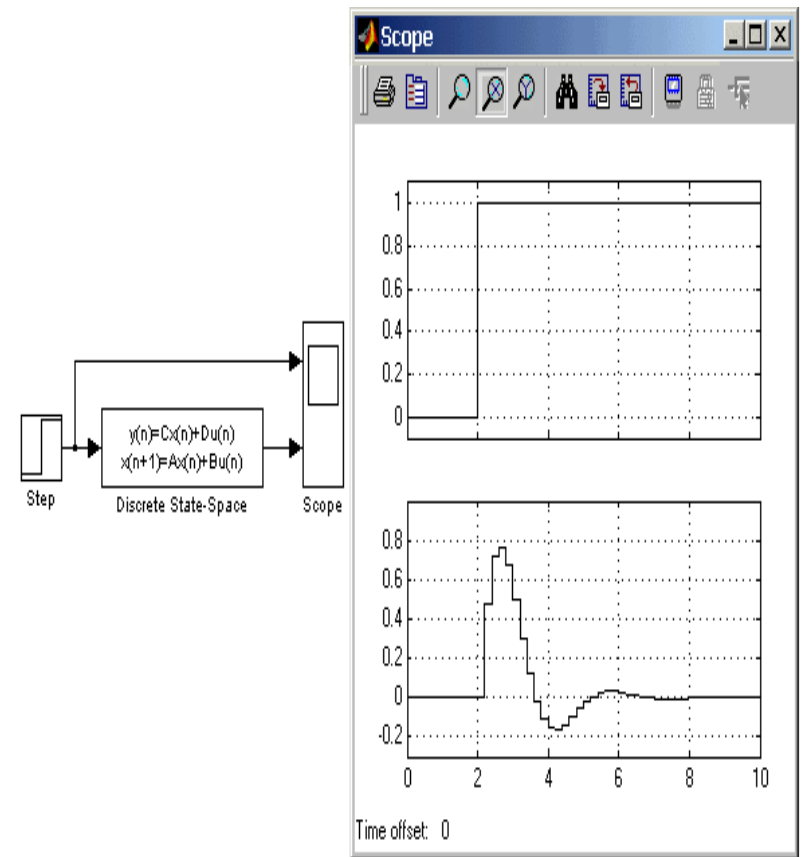 Scope
1
0.8
0.6
0.4
0.2
0
y(n)=Cx(n)+Du(n)
x(n+1)=Ax(n)+Bu(n)
Step
Discrete State-Space
Scope
0.8
0.6
0.4
0.2
0
-0.2
0 2 4 6 8 10
Time offset: 0